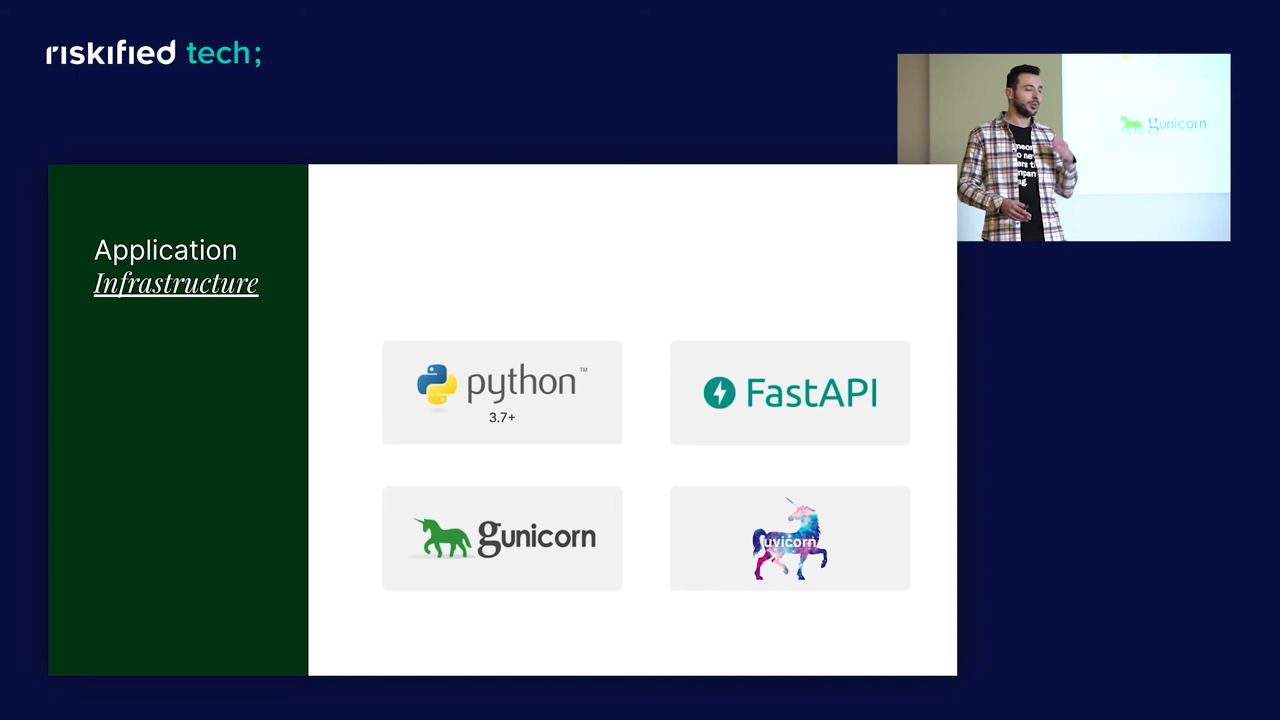 riskified tech;
gunicorn
Application
Infrastructure
python™
3.7+
FastAPI
gunicorn
uvicorn